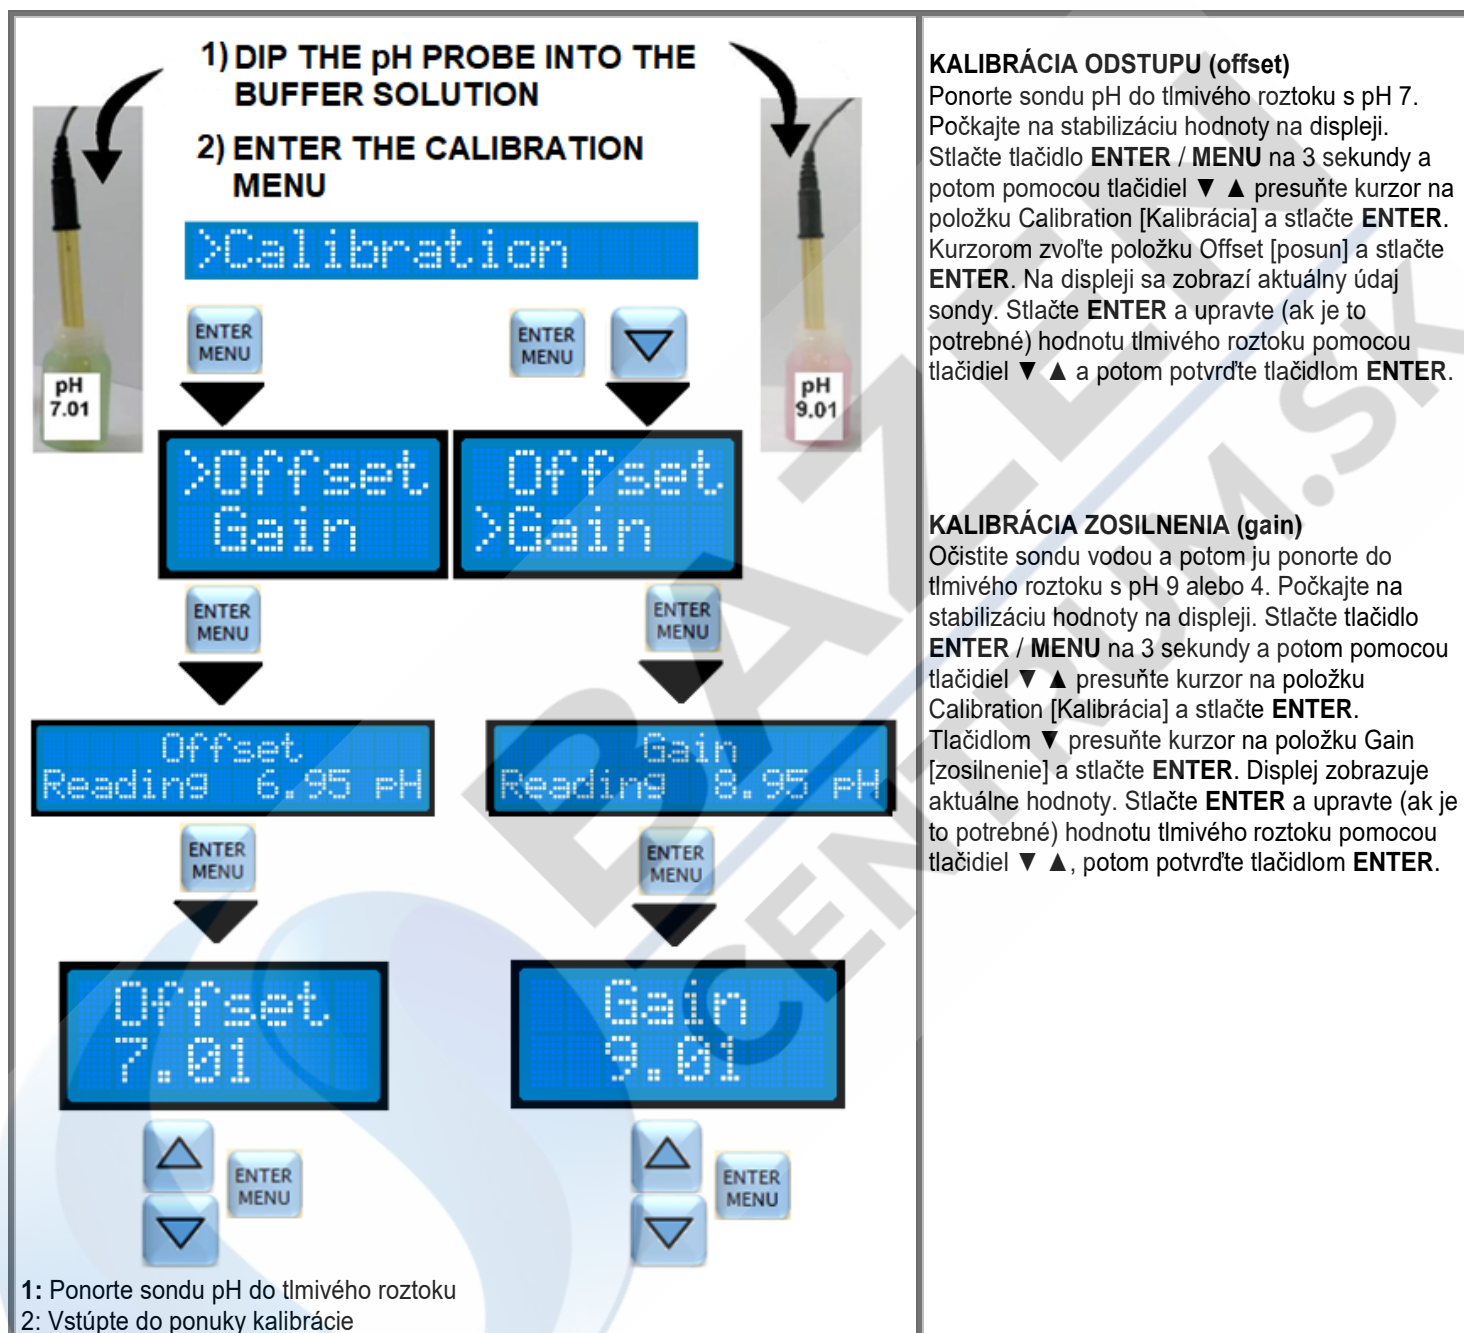 1) DIP THE pH PROBE INTO THE
BUFFER SOLUTION
2) ENTER THE CALIBRATION
MENU
>Calibration
ENTER
MENU
ENTER
MENU
pH
7.01
pH
9.01
>Offset
Gain
Offset
>Gain
ENTER
MENU
ENTER
MENU
Offset
Reading 6.95 pH
Gain
Reading 8.95 pH
ENTER
MENU
ENTER
MENU
Offset
7.01
Gain
9.01
ENTER
MENU
ENTER
MENU
1: Ponorte sondu pH do tlmivého roztoku
2: Vstúpte do ponuky kalibrácie
KALIBRÁCIA ODSTUPU (offset)
Ponorte sondu pH do tlmivého roztoku s pH 7.
Počkajte na stabilizáciu hodnoty na displeji.
Stlačte tlačidlo ENTER / MENU na 3 sekundy a
potom pomocou tlačidiel ▼ ▲ presuňte kurzor na
položku Calibration [Kalibrácia] a stlačte ENTER.
Kurzorom zvoľte položku Offset [posun] a stlačte
ENTER. Na displeji sa zobrazí aktuálny údaj
sondy. Stlačte ENTER a upravte (ak je to
potrebné) hodnotu tlmivého roztoku pomocou
tlačidiel ▼ ▲ a potom potvrďte tlačidlom ENTER.
KALIBRÁCIA ZOSILNENIA (gain)
Očistite sondu vodou a potom ju ponorte do
tlmivého roztoku s pH 9 alebo 4. Počkajte na
stabilizáciu hodnoty na displeji. Stlačte tlačidlo
ENTER / MENU na 3 sekundy a potom pomocou
tlačidiel ▼ ▲ presuňte kurzor na položku
Calibration [Kalibrácia] a stlačte ENTER.
Tlačidlom ▼ presuňte kurzor na položku Gain
[zosilnenie] a stlačte ENTER. Displej zobrazuje
aktuálne hodnoty. Stlačte ENTER a upravte (ak je
to potrebné) hodnotu tlmivého roztoku pomocou
tlačidiel ▼ ▲, potom potvrďte tlačidlom ENTER.
BAZEN
CENTRUM.SK